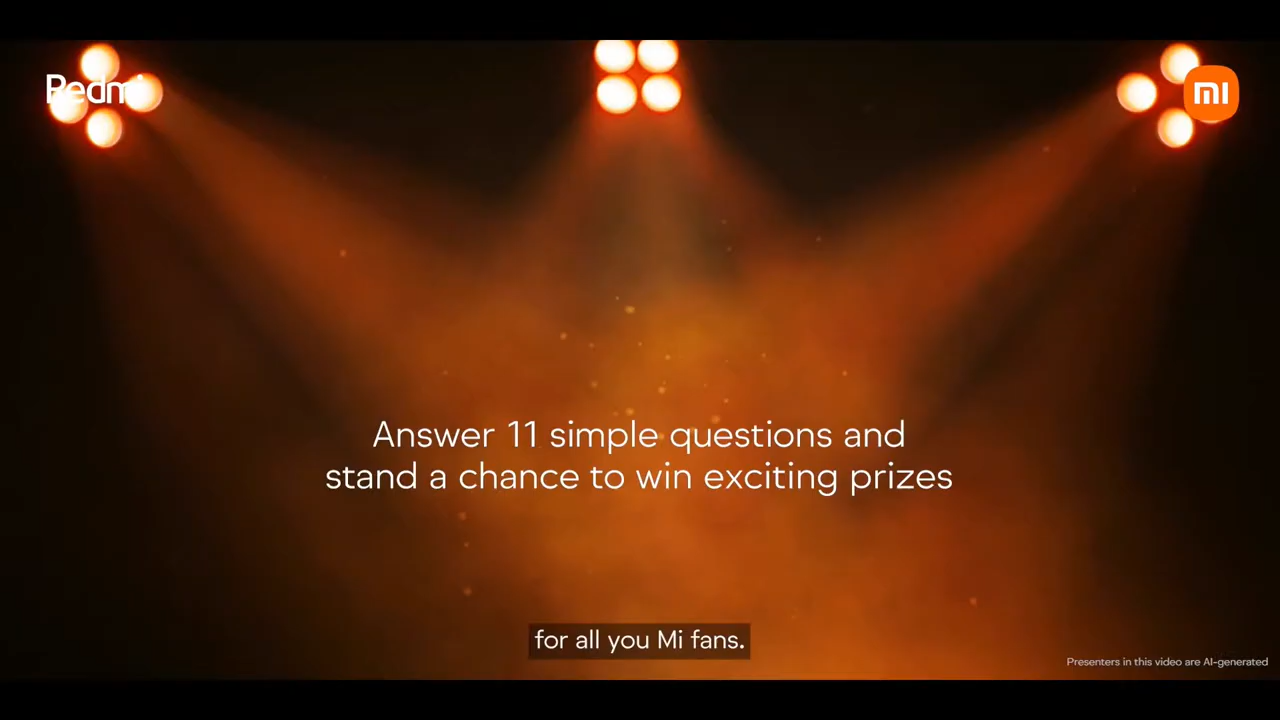 Redmi
mi
Answer 11 simple questions and
stand a chance to win exciting prizes
for all you Mi fans.
Presenters in this video are AI-generated